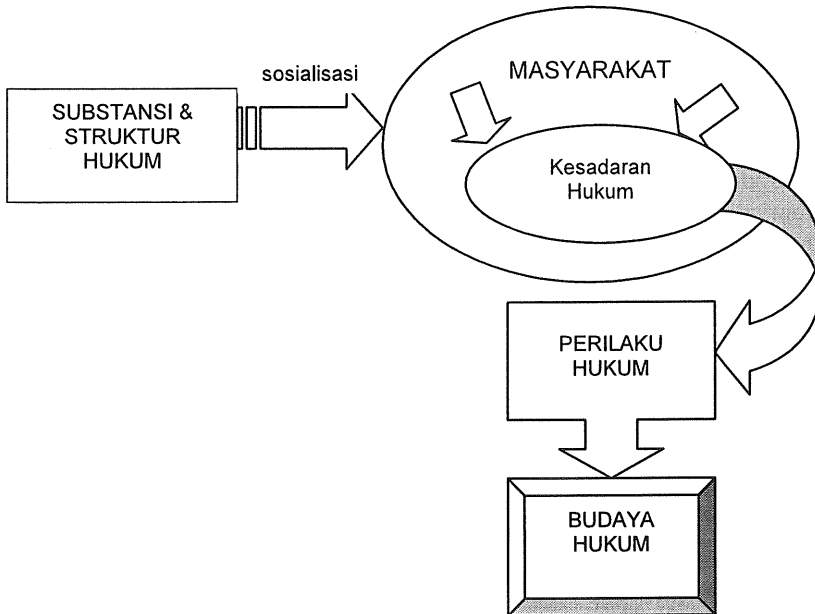 sosialisasi
SUBSTANSI &
STRUKTUR
HUKUM
MASYARAKAT
Kesadaran
Hukum
PERILAKU
HUKUM
BUDAYA
HUKUM